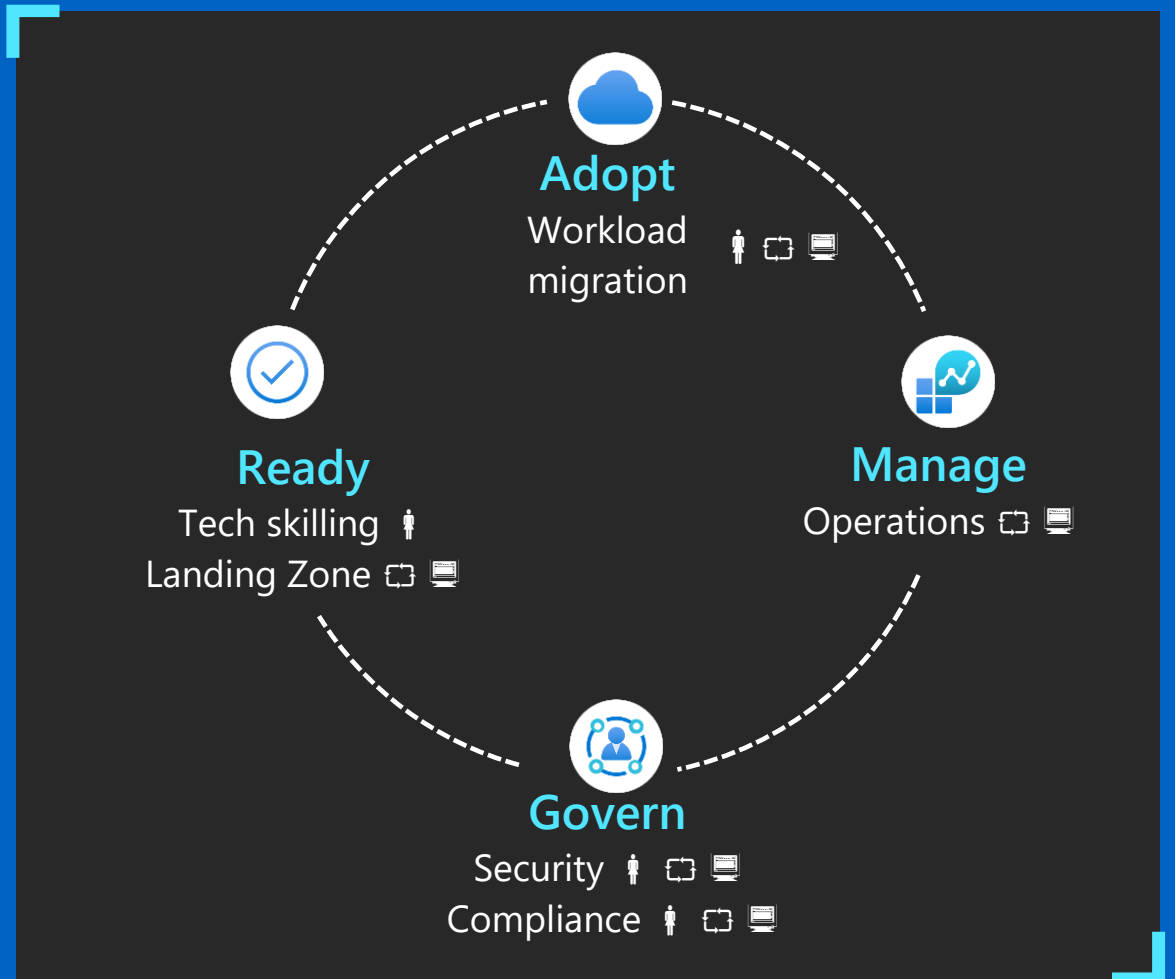 Adopt
Workload
migration
Ready
Tech skilling
Landing Zone
Manage
Operations
Govern
Security
Compliance